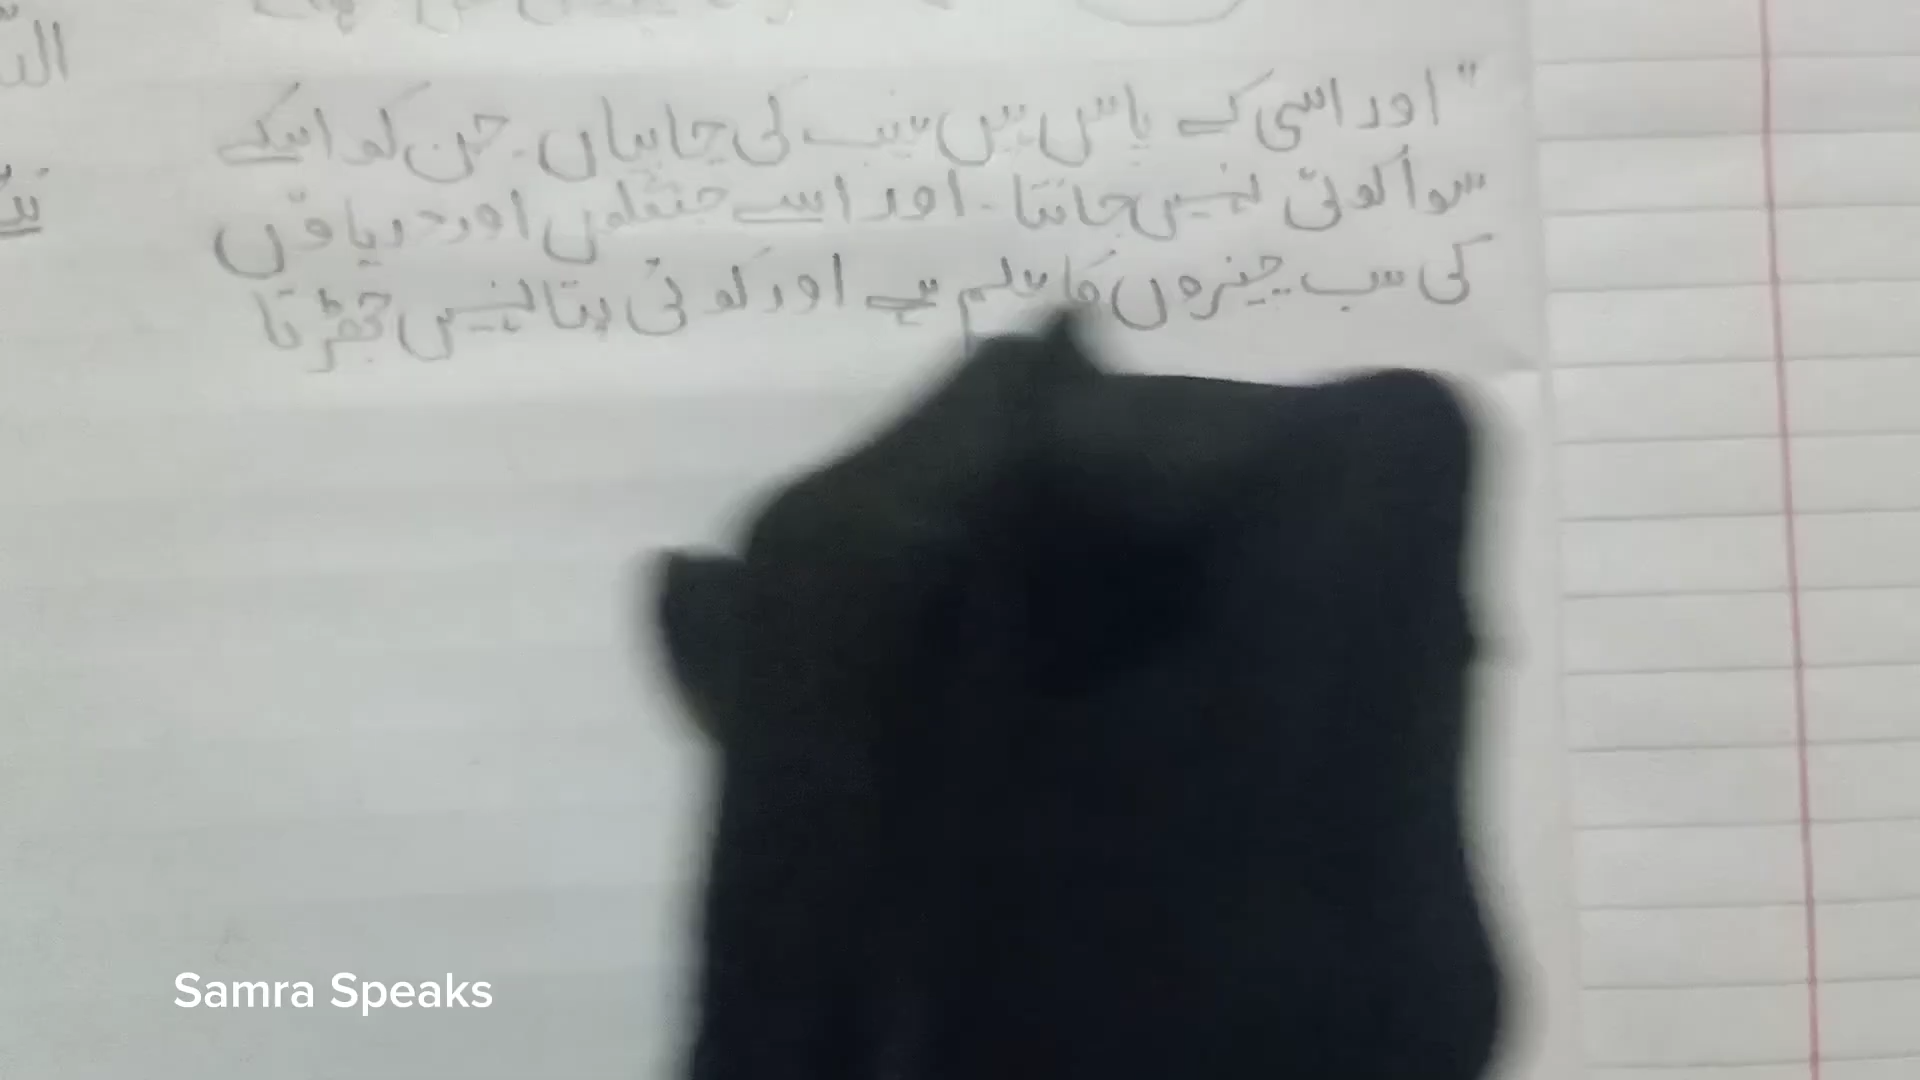 " اور اسی کے پاس ہیں غیب کی چابیاں۔ جن کو اسکے
سوا کوئی نہیں جانتا۔ اور اسے جنگلوں اور دریاؤں
کی سب چیزوں کا علم ہے اور کوئی پتا نہیں جھڑتا
Samra Speaks